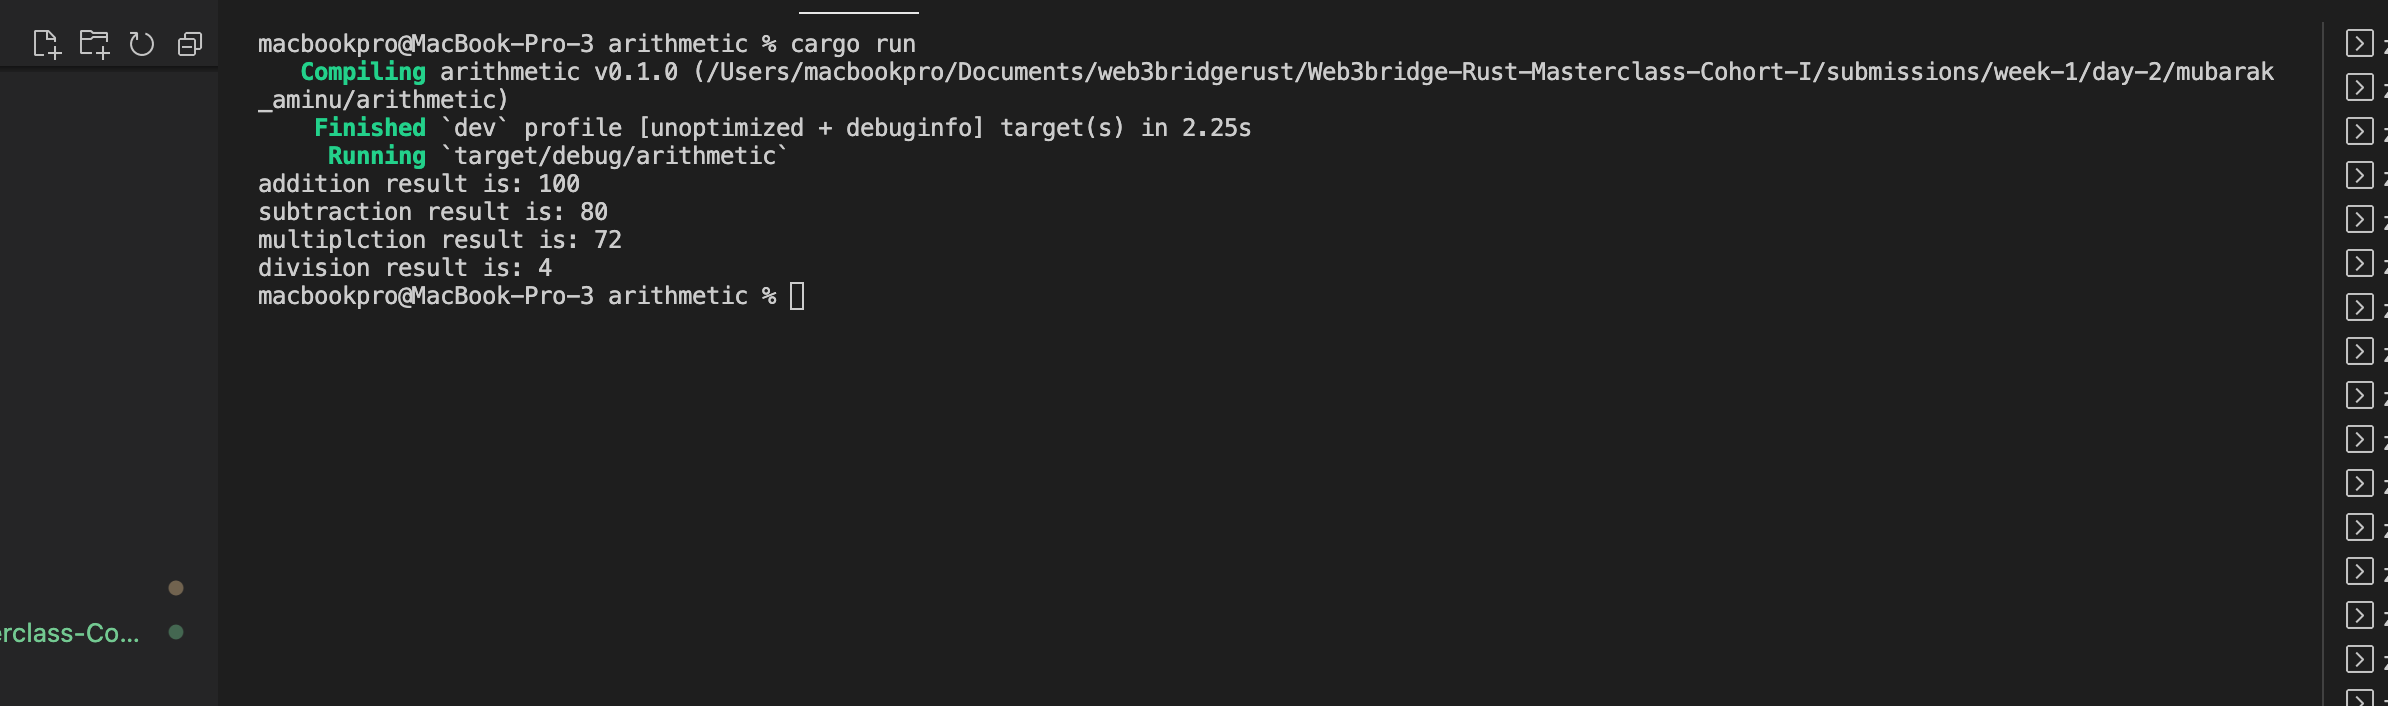 macbookpro@MacBook-Pro-3 arithmetic % cargo run
Compiling arithmetic v0.1.0 (/Users/macbookpro/Documents/web3bridgerust/Web3bridge-Rust-Masterclass-Cohort-I/submissions/week-1/day-2/mubarak
_aminu/arithmetic)
Finished `dev` profile [unoptimized + debuginfo] target(s) in 2.25s
Running `target/debug/arithmetic`
addition result is: 100
subtraction result is: 80
multiplction result is: 72
division result is: 4
macbookpro@MacBook-Pro-3 arithmetic %
erclass-Co...